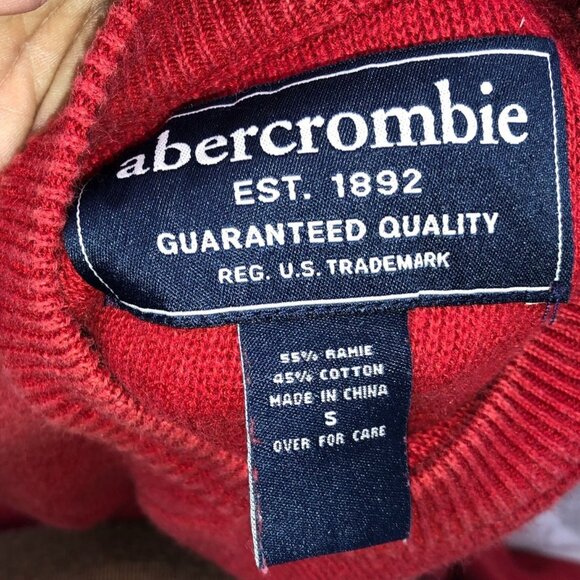 abercrombie
EST. 1892
GUARANTEED QUALITY
REG. U.S. TRADEMARK
55% RAMIE
45% COTTON
MADE IN CHINA
S
OVER FOR CARE